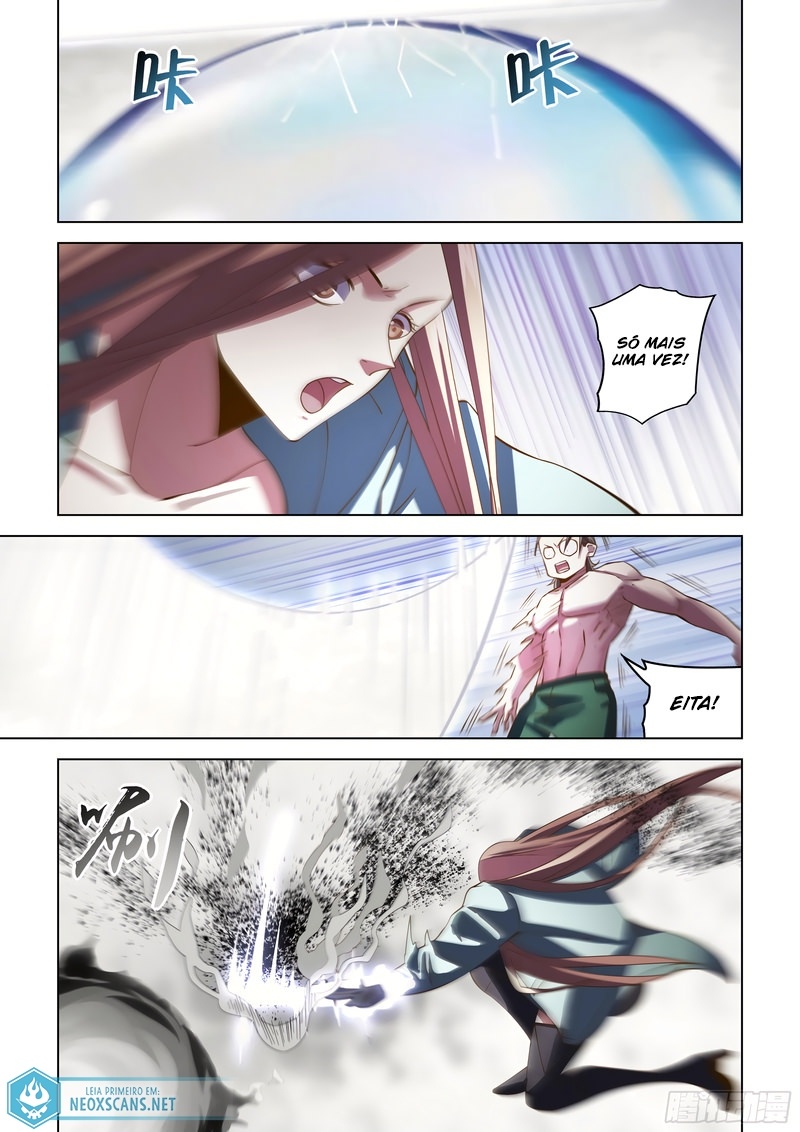 咔
咔
SÓ MAIS
UMA VEZ!
EITA!
唰
LEIA PRIMEIRO EM:
NEOXSCANS.NET
腾讯动漫